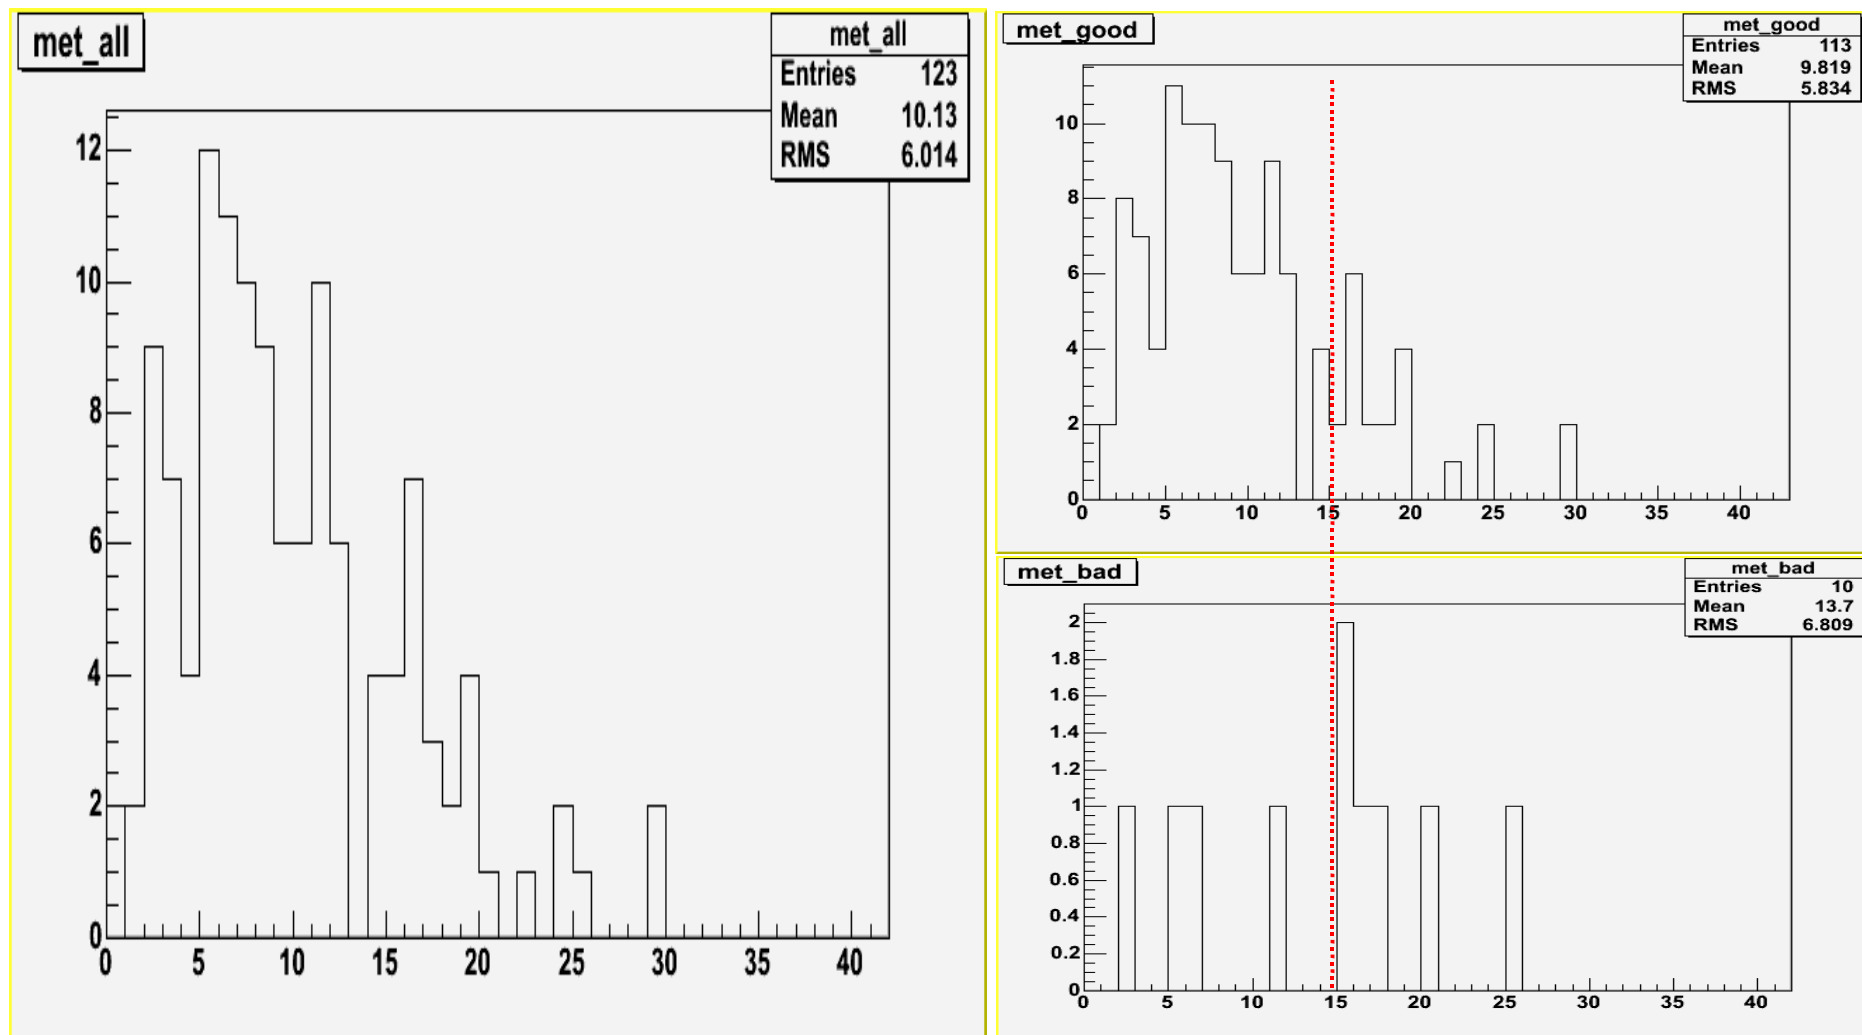 met_all
met_all
Entries 123
Mean 10.13
RMS 6.014
12
10
8
6
4
2
0
0 5 10 15 20 25 30 35 40
met_good
met_good
Entries 113
Mean 9.819
RMS 5.834
10
8
6
4
2
0
0 5 10 15 20 25 30 35 40
met_bad
met_bad
Entries 10
Mean 13.7
RMS 6.809
2
1.8
1.6
1.4
1.2
1
0.8
0.6
0.4
0.2
0
0 5 10 15 20 25 30 35 40